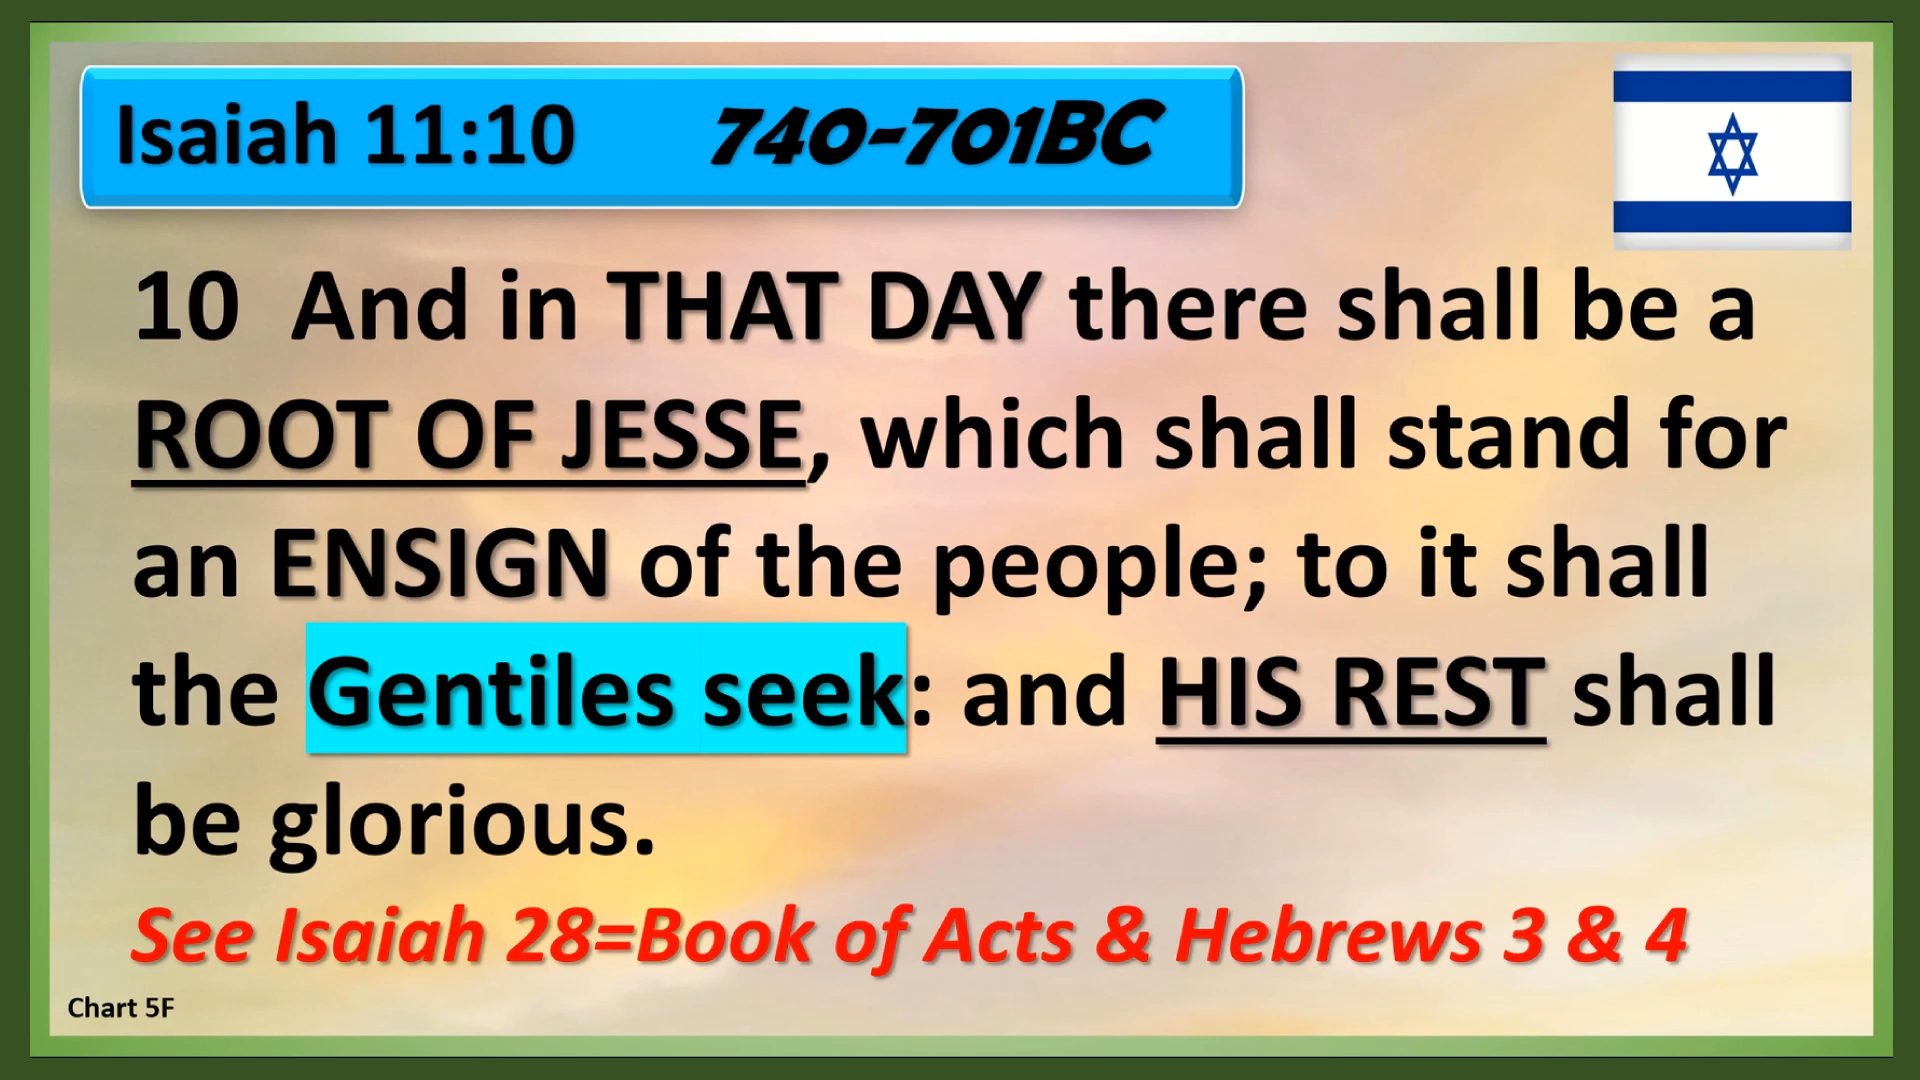 Isaiah 11:10 740-701BC
10 And in THAT DAY there shall be a
ROOT OF JESSE, which shall stand for
an ENSIGN of the people; to it shall
the Gentiles seek: and HIS REST shall
be glorious.
See Isaiah 28=Book of Acts & Hebrews 3 & 4
Chart 5F